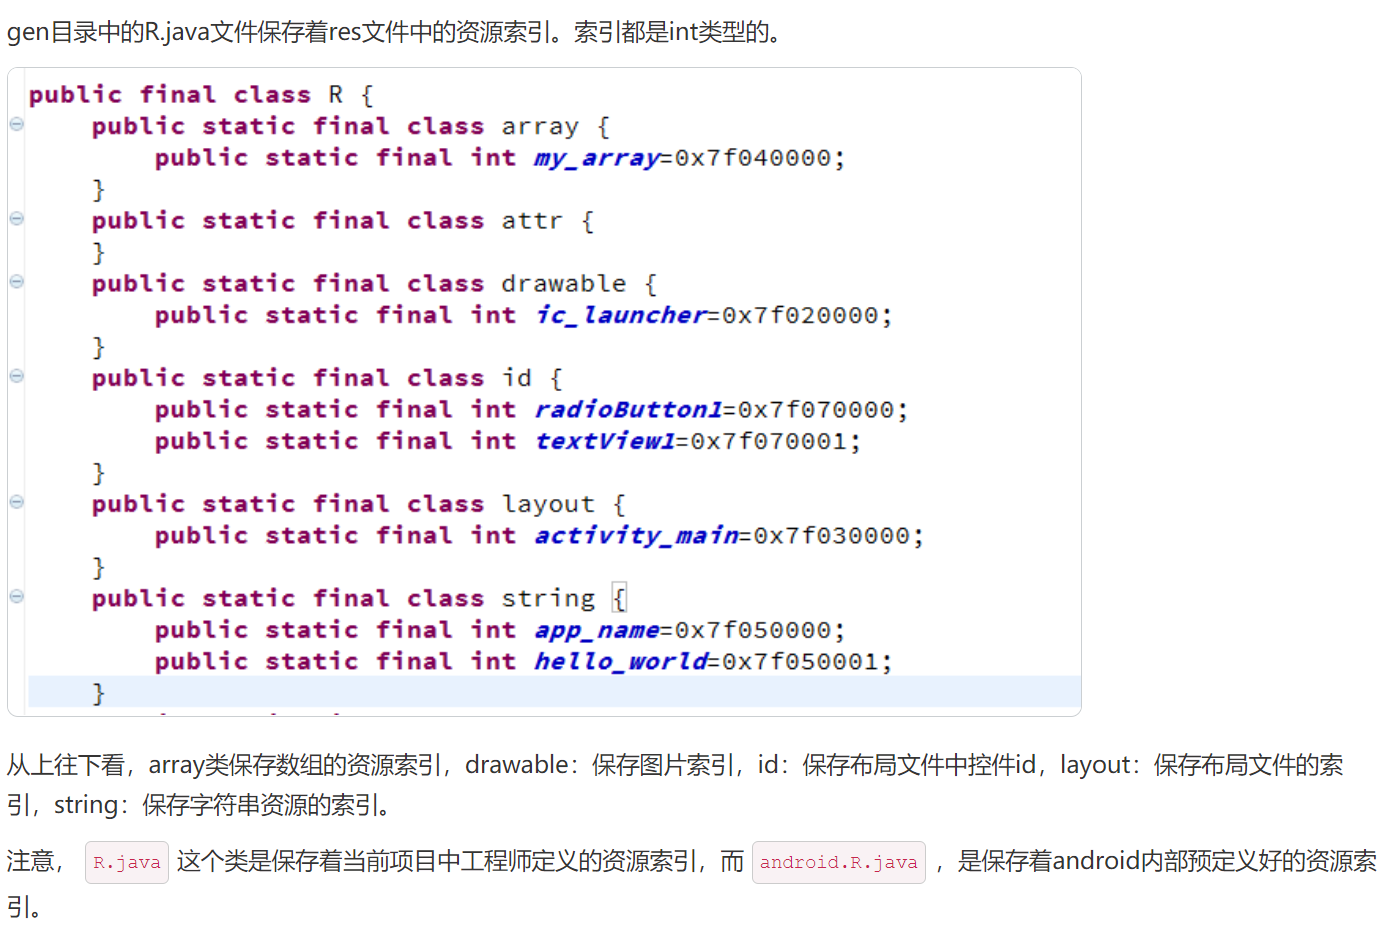 gen目录中的R.java文件保存着res文件中的资源索引。索引都是int类型的。
public final class R {
public static final class array {
public static final int my_array=0x7f040000;
}
public static final class attr {
}
public static final class drawable {
public static final int ic_launcher=0x7f020000;
}
public static final class id {
public static final int radioButton1=0x7f070000;
public static final int textView1=0x7f070001;
}
public static final class layout {
public static final int activity_main=0x7f030000;
}
public static final class string {
public static final int app_name=0x7f050000;
public static final int hello_world=0x7f050001;
}
从上往下看，array类保存数组的资源索引，drawable：保存图片索引，id：保存布局文件中控件id，layout：保存布局文件的索
引，string：保存字符串资源的索引。
注意， R.java 这个类是保存着当前项目中工程师定义的资源索引，而 android.R.java ，是保存着android内部预定义好的资源索
引。